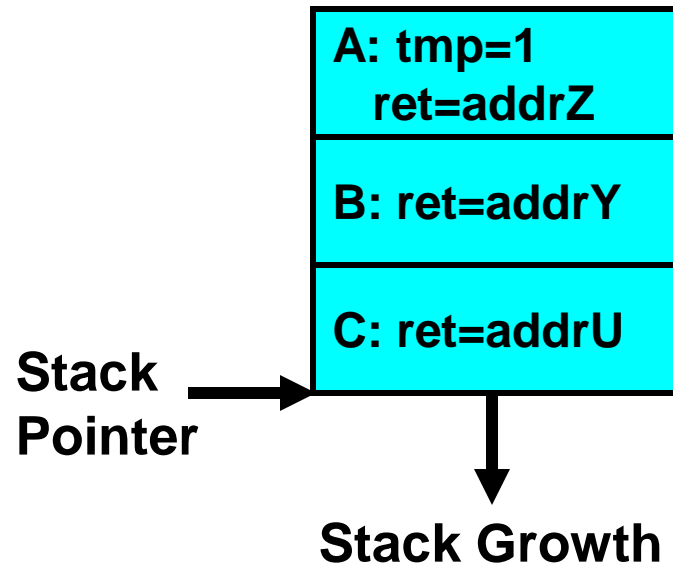 A: tmp=1
ret=addrZ
B: ret=addrY
C: ret=addrU
Stack
Pointer
Stack Growth